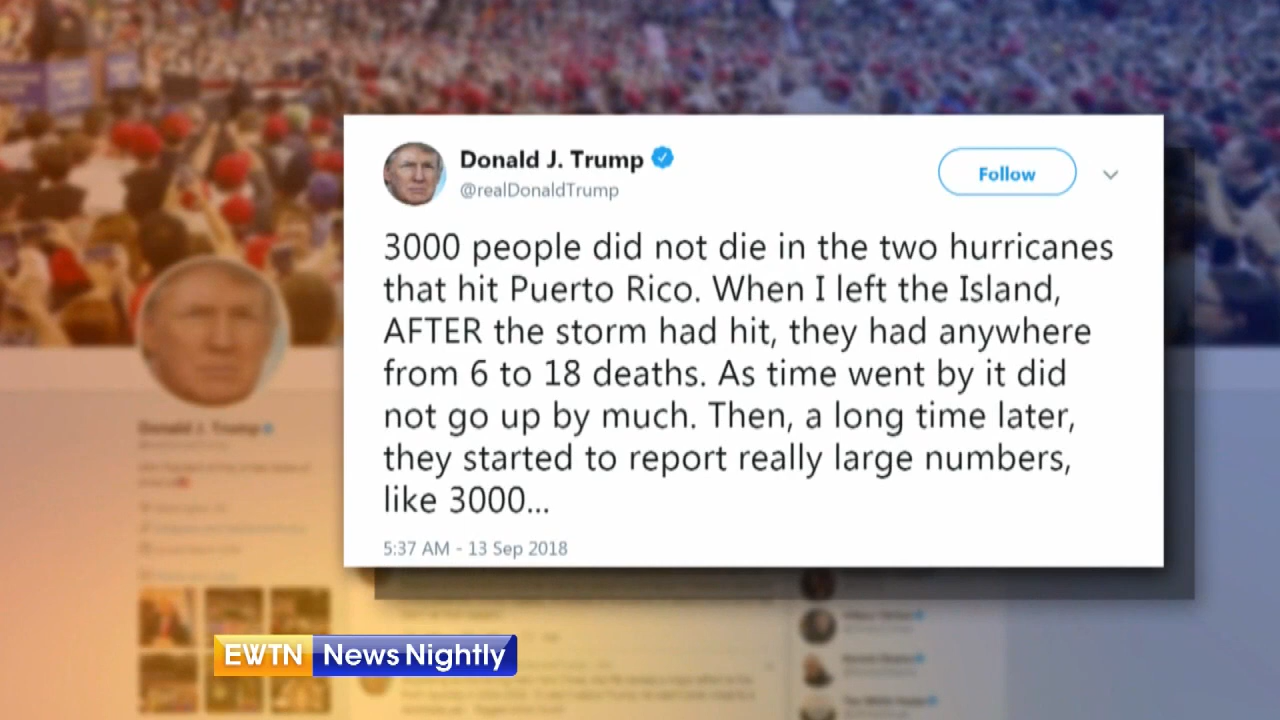 Donald J. Trump
@realDonaldTrump
Follow
3000 people did not die in the two hurricanes
that hit Puerto Rico. When I left the Island,
AFTER the storm had hit, they had anywhere
from 6 to 18 deaths. As time went by it did
not go up by much. Then, a long time later,
they started to report really large numbers,
like 3000...
5:37 AM - 13 Sep 2018
Donald J. Trump
EWTN News Nightly